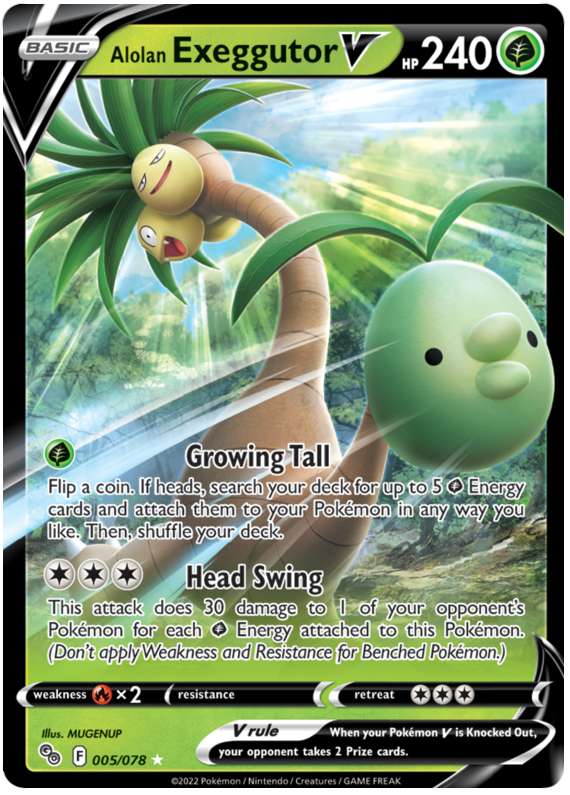 BASIC Alolan Exeggutor V HP 240
Growing Tall
Flip a coin. If heads, search your deck for up to 5 Energy
cards and attach them to your Pokémon in any way you
like. Then, shuffle your deck.
Head Swing
This attack does 30 damage to 1 of your opponent's
Pokémon for each Energy attached to this Pokémon.
(Don't apply Weakness and Resistance for Benched Pokémon.)
weakness ×2 resistance retreat
Illus. MUGENUP
V rule When your Pokémon V is Knocked Out,
your opponent takes 2 Prize cards.
F 005/078 ★
©2022 Pokémon / Nintendo / Creatures / GAME FREAK